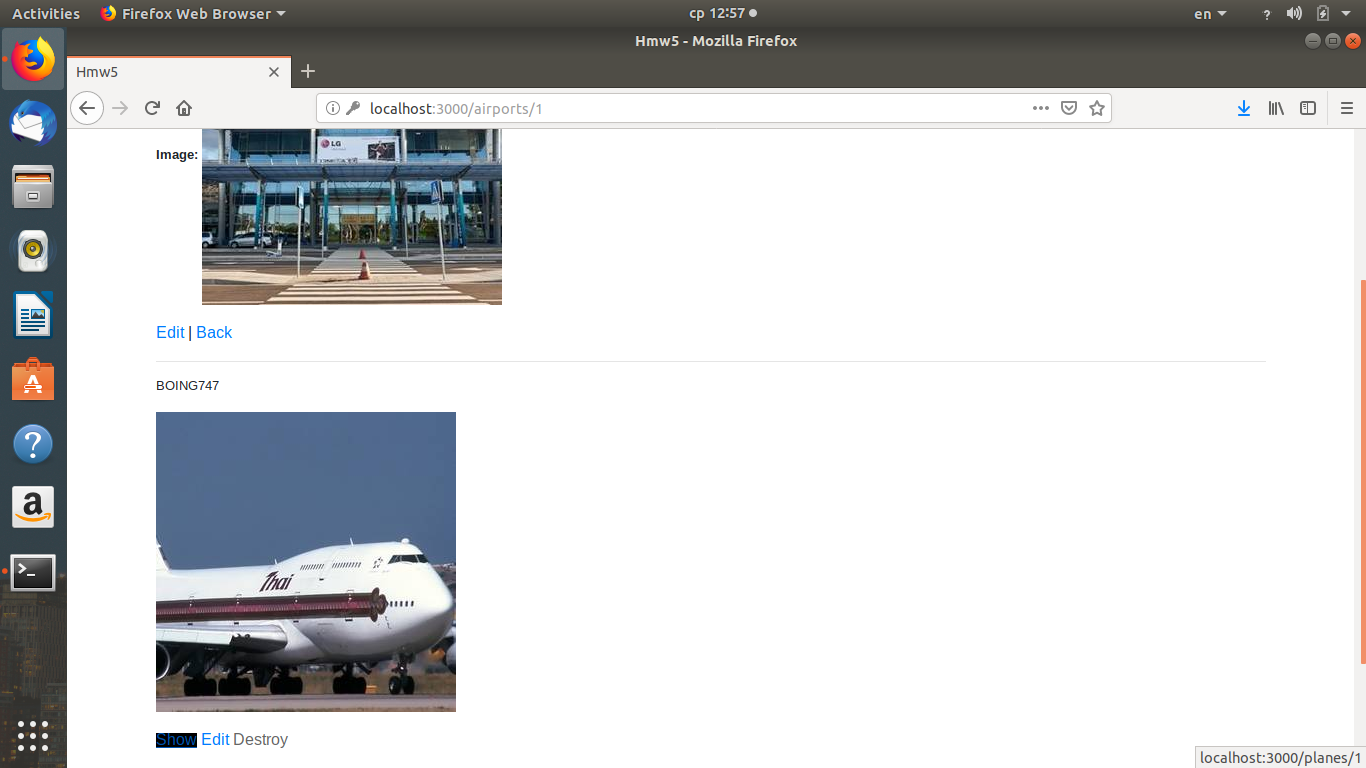 Activities Firefox Web Browser ср 12:57 en ?
Hmw5 - Mozilla Firefox
Hmw5
localhost:3000/airports/1
LG
Image:
Edit | Back
BOING747
Thai
Show Edit Destroy
localhost:3000/planes/1